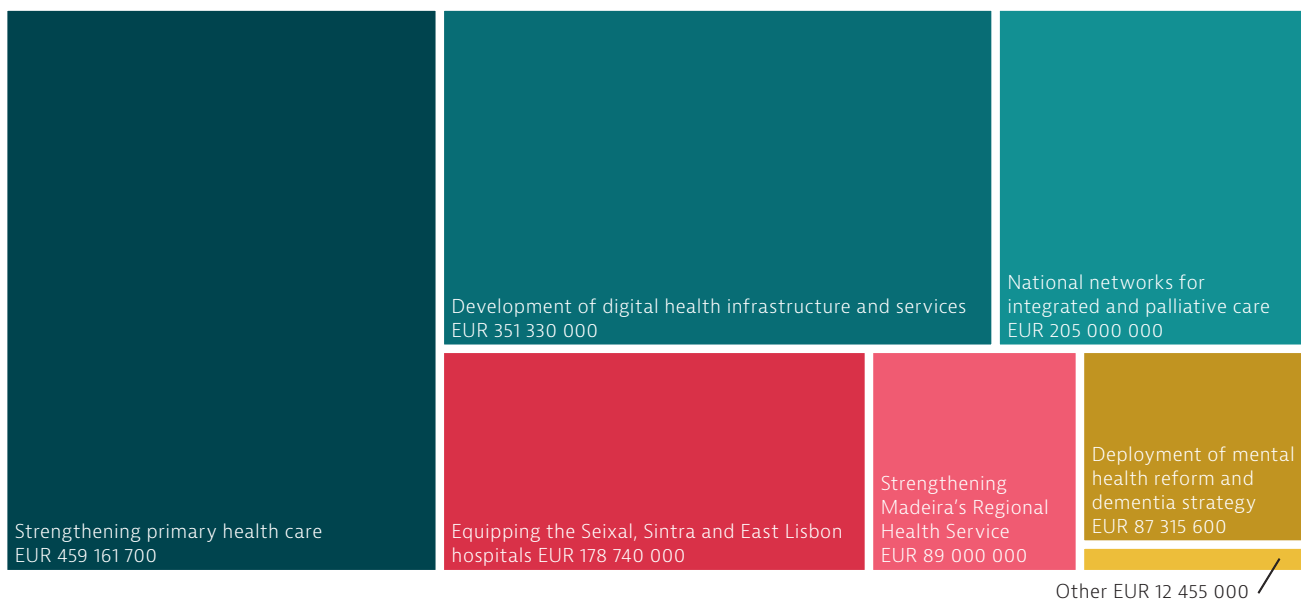 Strengthening primary health care
EUR 459 161 700
Development of digital health infrastructure and services
EUR 351 330 000
National networks for
integrated and palliative care
EUR 205 000 000
Equipping the Seixal, Sintra and East Lisbon
hospitals EUR 178 740 000
Strengthening
Madeira's Regional
Health Service
EUR 89 000 000
Deployment of mental
health reform and
dementia strategy
EUR 87 315 600
Other EUR 12 455 000